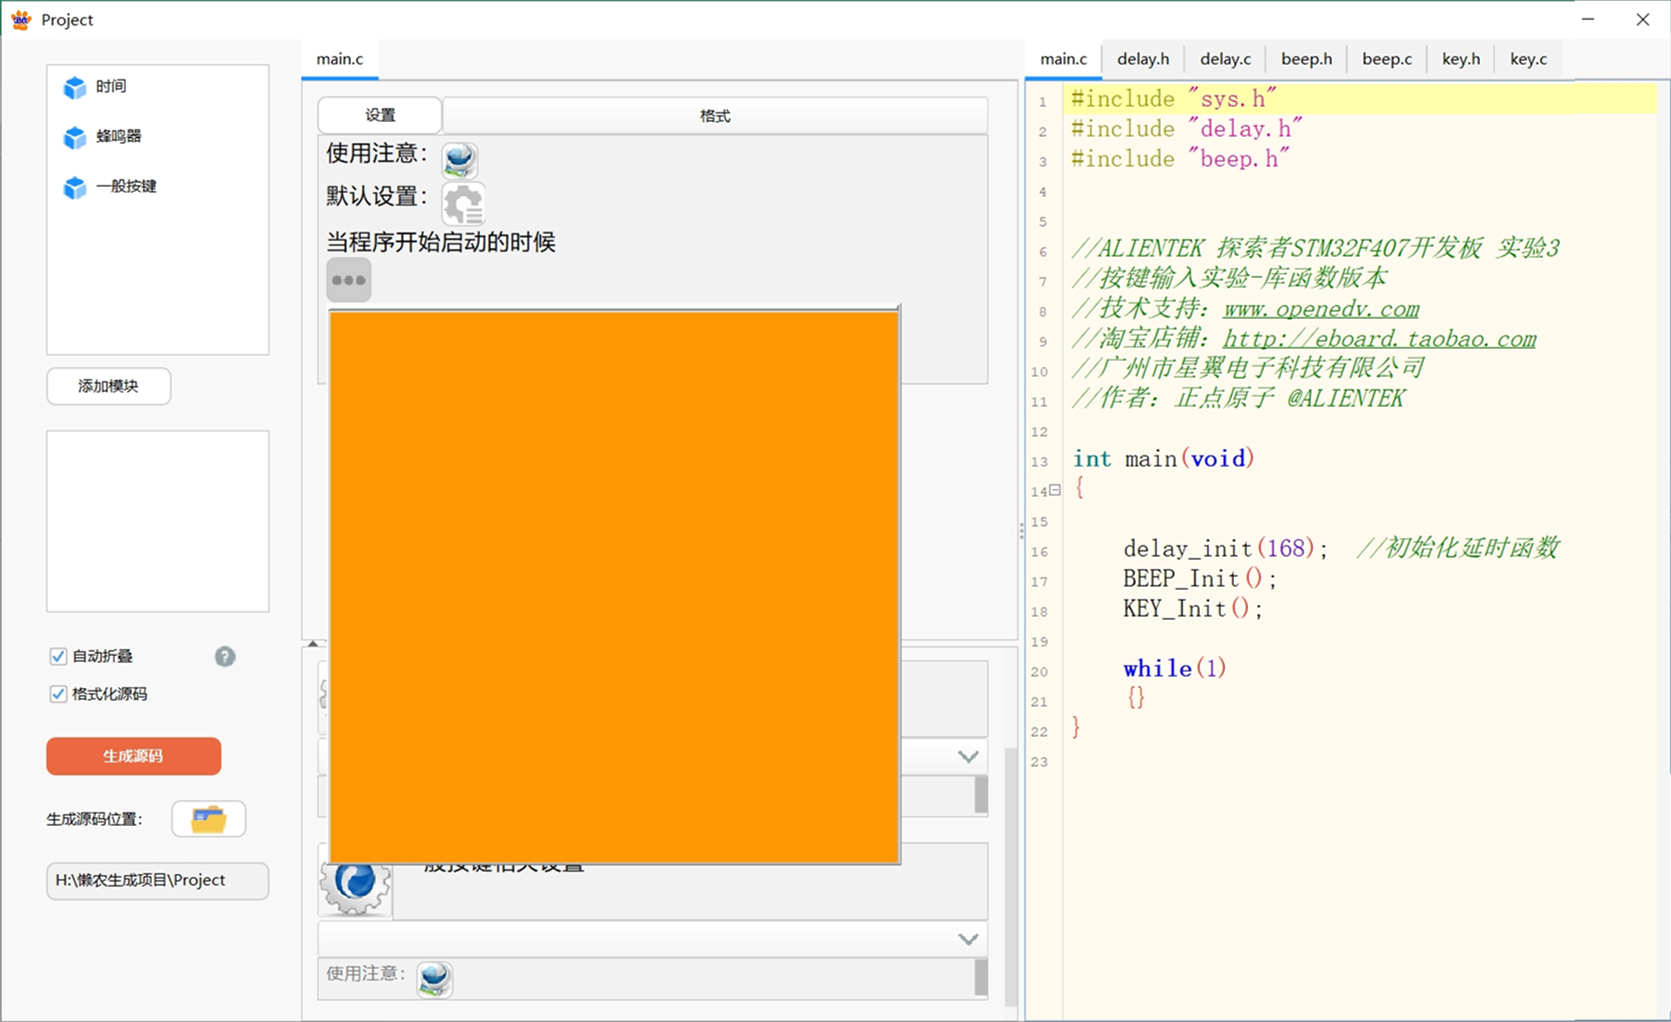 Project
时间
蜂鸣器
一般按键
添加模块
自动折叠
?
格式化源码
生成源码
生成源码位置：
H:\懒农生成项目\Project
main.c
设置
格式
使用注意：
默认设置：
当程序开始启动的时候
一般按键相关设置
使用注意：
main.c
delay.h
delay.c
beep.h
beep.c
key.h
key.c
1 #include "sys.h"
2 #include "delay.h"
3 #include "beep.h"
4
5
6 //ALIENTEK 探索者STM32F407开发板 实验3
7 //按键输入实验-库函数版本
8 //技术支持：www.openedv.com
9 //淘宝店铺：http://eboard.taobao.com
10 //广州市星翼电子科技有限公司
11 //作者：正点原子 @ALIENTEK
12
13 int main(void)
14 {
15
16 delay_init(168); //初始化延时函数
17 BEEP_Init();
18 KEY_Init();
19
20 while(1)
21 {}
22 }
23